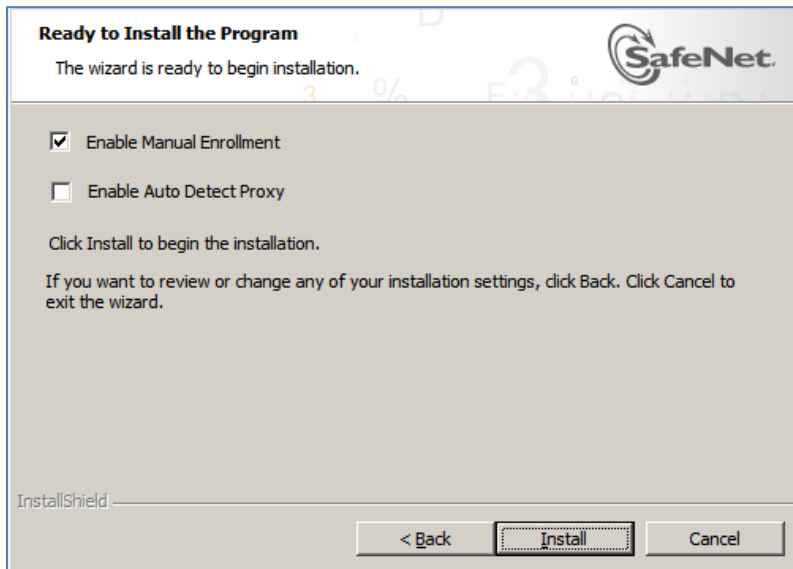 Ready to Install the Program
The wizard is ready to begin installation.
SafeNet.
Enable Manual Enrollment
Enable Auto Detect Proxy
Click Install to begin the installation.
If you want to review or change any of your installation settings, click Back. Click Cancel to
exit the wizard.
InstallShield
< Back
Install
Cancel